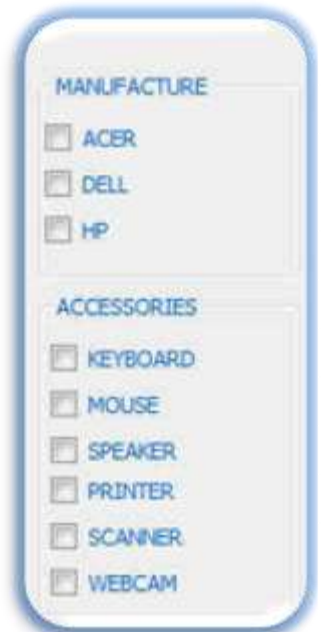 MANUFACTURE
ACER
DELL
HP
ACCESSORIES
KEYBOARD
MOUSE
SPEAKER
PRINTER
SCANNER
WEBCAM